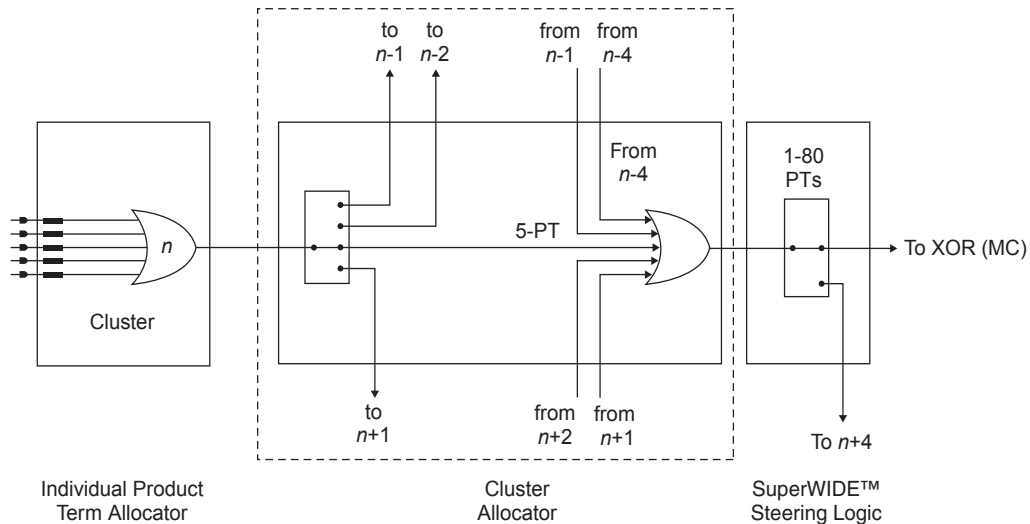 to
n-1
to
n-2
from
n-1
from
n-4
n
Cluster
From
n-4
5-PT
to
n+1
from
n+2
from
n+1
1-80
PTs
To XOR (MC)
To n+4
Individual Product
Term Allocator
Cluster
Allocator
SuperWIDE™
Steering Logic